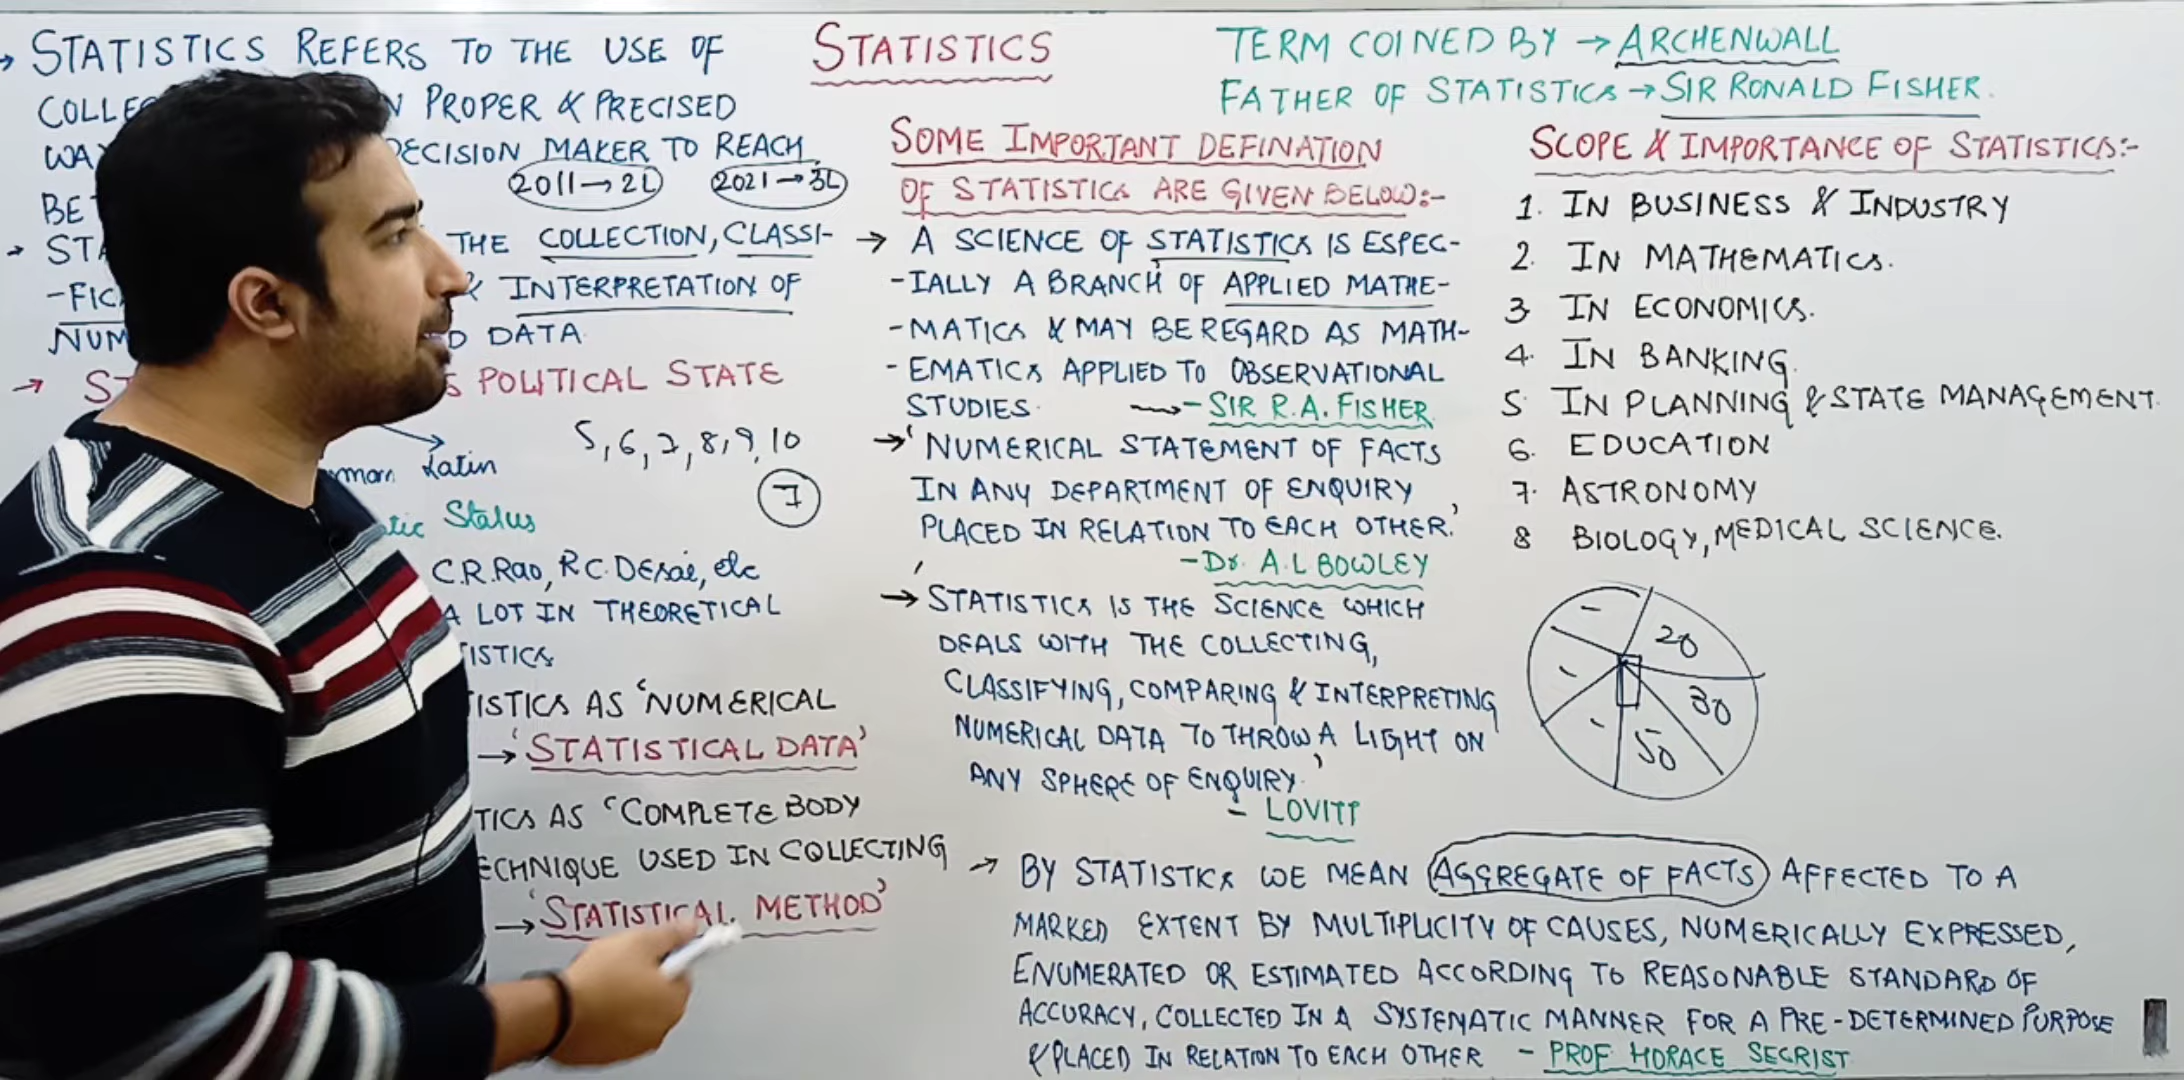 STATISTICS
TERM COINED BY → ARCHENWALL
FATHER OF STATISTICS → SIR RONALD FISHER.
→ STATISTICS REFERS TO THE USE OF
PROPER & PRECISED
MAKER TO REACH
2011 → 2L 2021 → 3L
BE
THE COLLECTION, CLASSI-
& INTERPRETATION OF
DATA
→ POLITICAL STATE
5, 6, 7, 8, 9, 10
7
Latin
Status
C.R.Rao, R.C. Desai, etc
A LOT IN THEORETICAL
AS 'NUMERICAL
→ 'STATISTICAL DATA'
AS 'COMPLETE BODY
USED IN COLLECTING
→ 'STATISTICAL METHOD'
SOME IMPORTANT DEFINATION
OF STATISTICS ARE GIVEN BELOW:-
→ A SCIENCE OF STATISTICS IS ESPEC-
-IALLY A BRANCH OF APPLIED MATHE-
-MATICS & MAY BE REGARD AS MATH-
-EMATICS APPLIED TO OBSERVATIONAL
STUDIES. - SIR R.A. FISHER
→ 'NUMERICAL STATEMENT OF FACTS
IN ANY DEPARTMENT OF ENQUIRY
PLACED IN RELATION TO EACH OTHER.'
- Dr. A.L BOWLEY
→ 'STATISTICS IS THE SCIENCE WHICH
DEALS WITH THE COLLECTING,
CLASSIFYING, COMPARING & INTERPRETING
NUMERICAL DATA TO THROW A LIGHT ON
ANY SPHERE OF ENQUIRY.'
- LOVITT
→ BY STATISTICS WE MEAN AGGREGATE OF FACTS AFFECTED TO A
MARKED EXTENT BY MULTIPLICITY OF CAUSES, NUMERICALLY EXPRESSED,
ENUMERATED OR ESTIMATED ACCORDING TO REASONABLE STANDARD OF
ACCURACY, COLLECTED IN A SYSTEMATIC MANNER FOR A PRE-DETERMINED PURPOSE
& PLACED IN RELATION TO EACH OTHER - PROF HORACE SECRIST
SCOPE & IMPORTANCE OF STATISTICS:-
1. IN BUSINESS & INDUSTRY
2. IN MATHEMATICS.
3 IN ECONOMICS.
4. IN BANKING.
5 IN PLANNING & STATE MANAGEMENT.
6. EDUCATION
7. ASTRONOMY
8 BIOLOGY, MEDICAL SCIENCE.
20
30
50